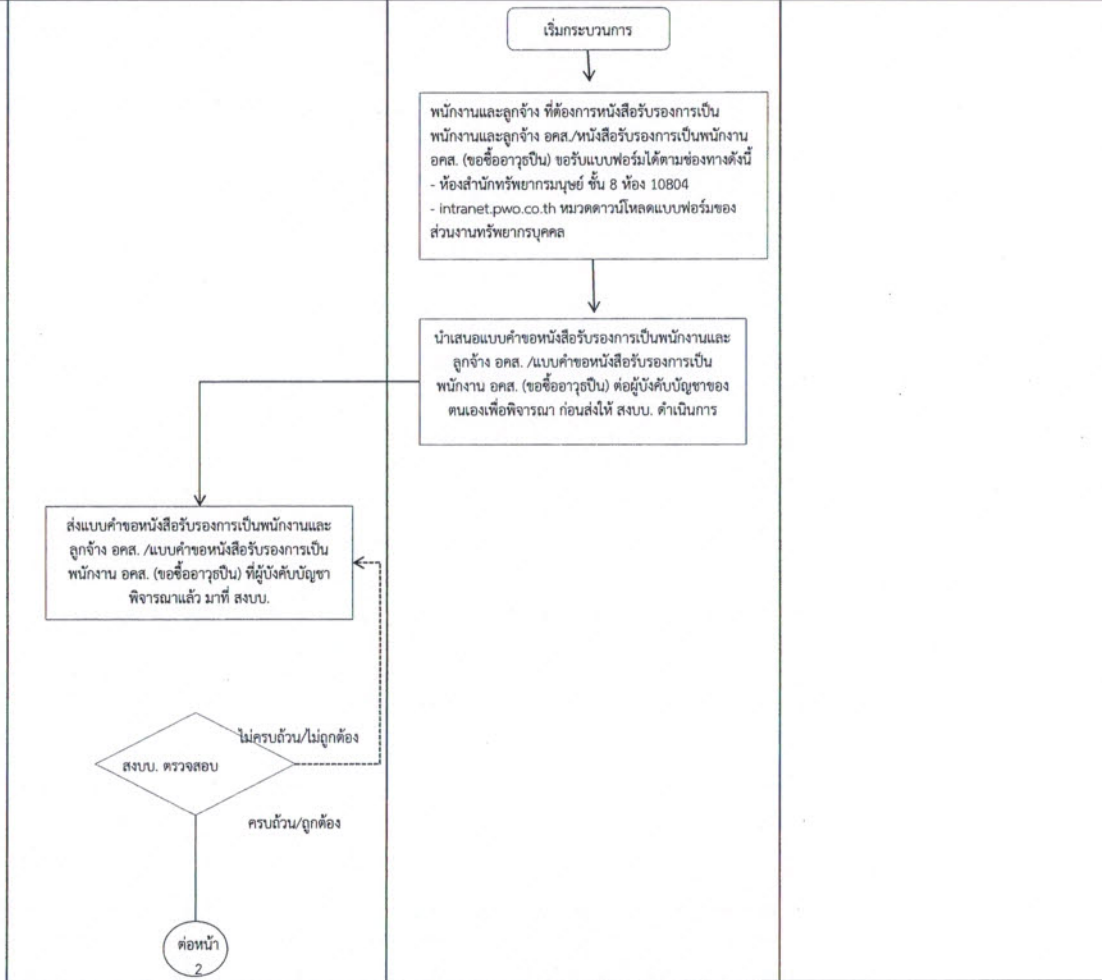 เริ่มกระบวนการ
พนักงานและลูกจ้าง ที่ต้องการหนังสือรับรองการเป็น
พนักงานและลูกจ้าง อคส./หนังสือรับรองการเป็นพนักงาน
อคส. (ขอซื้ออาวุธปืน) ขอรับแบบฟอร์มได้ตามช่องทางดังนี้
- ห้องสำนักทรัพยากรมนุษย์ ชั้น 8 ห้อง 10804
- intranet.pwo.co.th หมวดดาวน์โหลดแบบฟอร์มของ
ส่วนงานทรัพยากรบุคคล
นำเสนอแบบคำขอหนังสือรับรองการเป็นพนักงานและ
ลูกจ้าง อคส. /แบบคำขอหนังสือรับรองการเป็น
พนักงาน อคส. (ขอซื้ออาวุธปืน) ต่อผู้บังคับบัญชาของ
ตนเองเพื่อพิจารณา ก่อนส่งให้ สงบบ. ดำเนินการ
ส่งแบบคำขอหนังสือรับรองการเป็นพนักงานและ
ลูกจ้าง อคส. /แบบคำขอหนังสือรับรองการเป็น
พนักงาน อคส. (ขอซื้ออาวุธปืน) ที่ผู้บังคับบัญชา
พิจารณาแล้ว มาที่ สงบบ.
ไม่ครบถ้วน/ไม่ถูกต้อง
สงบบ. ตรวจสอบ
ครบถ้วน/ถูกต้อง
ต่อหน้า
2